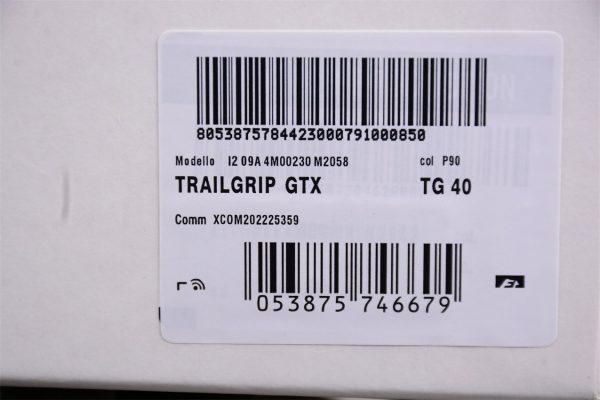 8053875784423000791000850
Modello I2 09A 4M00230 M2058 col P90
TRAILGRIP GTX TG 40
Comm XCOM202225359
053875 746679